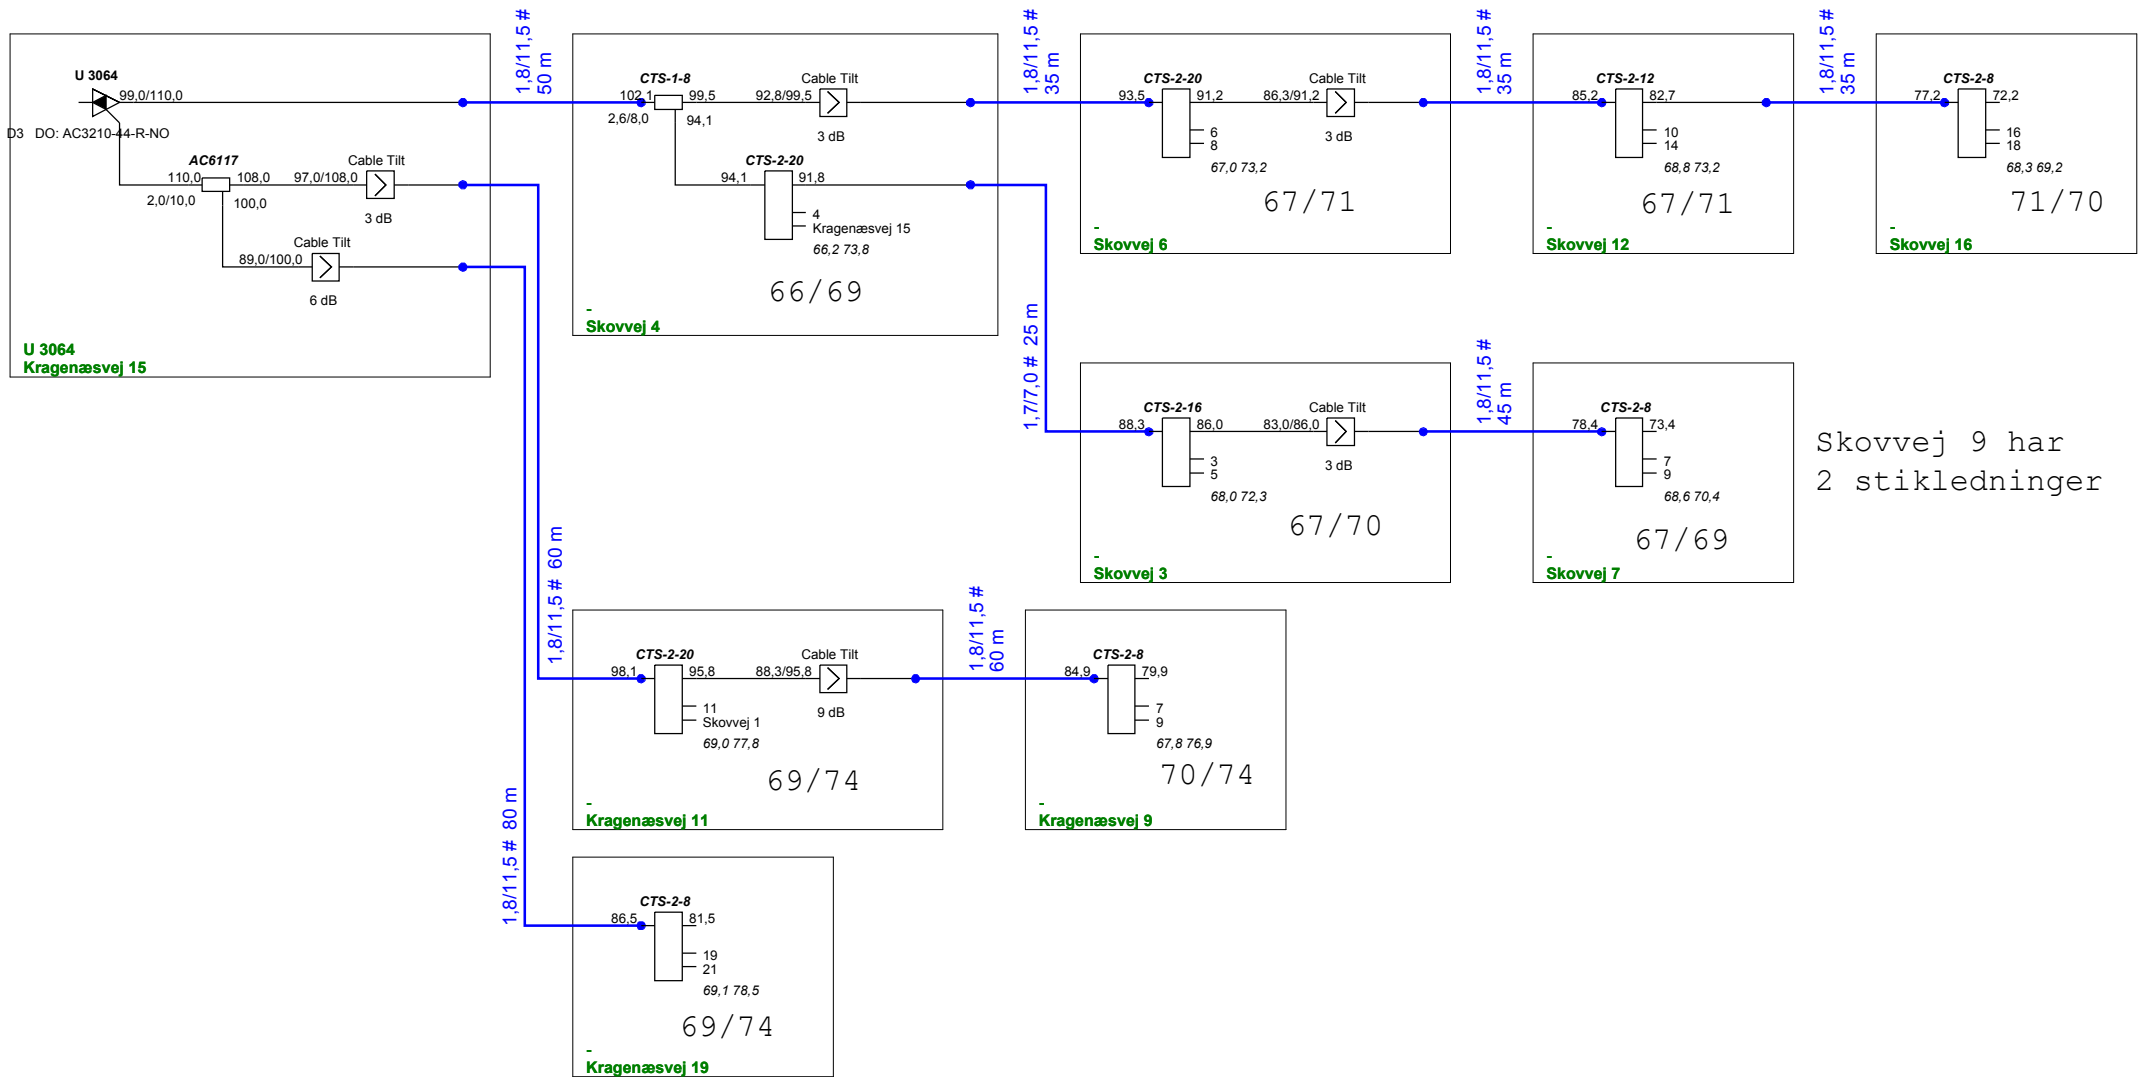 U 3064
99,0/110,0
D3 DO: AC3210-44-R-NO
AC6117
110,0
108,0
2,0/10,0
100,0
97,0/108,0
Cable Tilt
3 dB
89,0/100,0
Cable Tilt
6 dB
U 3064
Kragenæsvej 15
1,8/11,5 #
50 m
CTS-1-8
102,1
99,5
2,6/8,0
94,1
92,8/99,5
Cable Tilt
3 dB
CTS-2-20
94,1
91,8
4
Kragenæsvej 15
66,2 73,8
66/69
-
Skovvej 4
1,8/11,5 #
35 m
CTS-2-20
93,5
91,2
6
8
67,0 73,2
86,3/91,2
Cable Tilt
3 dB
67/71
-
Skovvej 6
1,8/11,5 #
35 m
CTS-2-12
85,2
82,7
10
14
68,8 73,2
67/71
-
Skovvej 12
1,8/11,5 #
35 m
CTS-2-8
77,2
72,2
16
18
68,3 69,2
71/70
-
Skovvej 16
1,7/7,0 # 25 m
CTS-2-16
88,3
86,0
3
5
68,0 72,3
83,0/86,0
Cable Tilt
3 dB
67/70
-
Skovvej 3
1,8/11,5 #
45 m
CTS-2-8
78,4
73,4
7
9
68,6 70,4
67/69
-
Skovvej 7
Skovvej 9 har
2 stikledninger
1,8/11,5 # 60 m
CTS-2-20
98,1
95,8
11
Skovvej 1
69,0 77,8
88,3/95,8
Cable Tilt
9 dB
69/74
-
Kragenæsvej 11
1,8/11,5 #
60 m
CTS-2-8
84,9
79,9
7
9
67,8 76,9
70/74
-
Kragenæsvej 9
1,8/11,5 # 80 m
CTS-2-8
86,5
81,5
19
21
69,1 78,5
69/74
-
Kragenæsvej 19